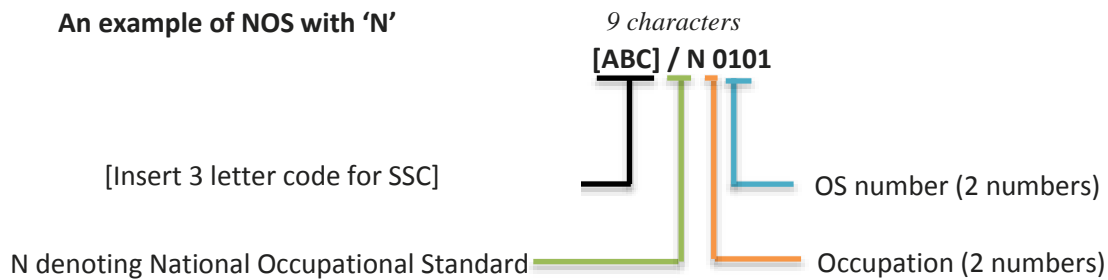 An example of NOS with ‘N’
9 characters
[ABC] / N 0101
[Insert 3 letter code for SSC]
OS number (2 numbers)
N denoting National Occupational Standard
Occupation (2 numbers)